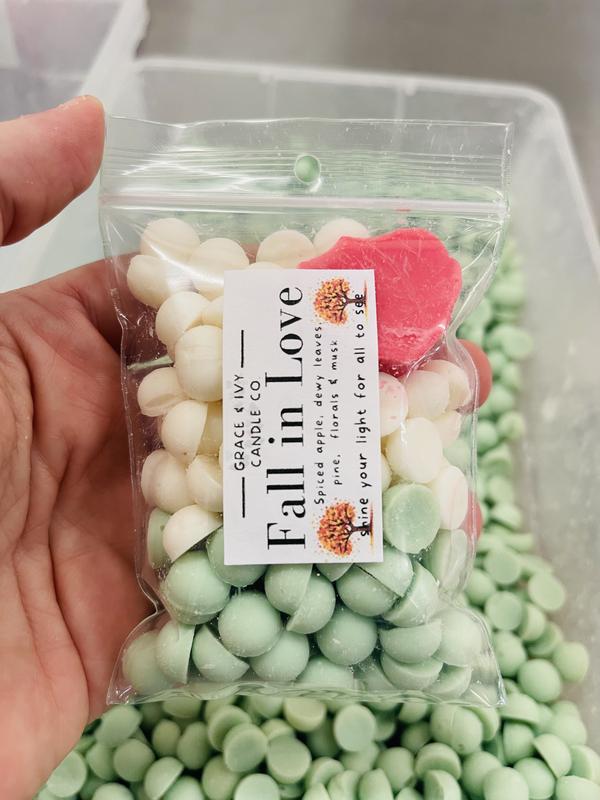 GRACE & IVY
CANDLE CO.
Fall in Love
Spiced apple, dewy leaves,
pine, florals & musk
shine your light for all to see